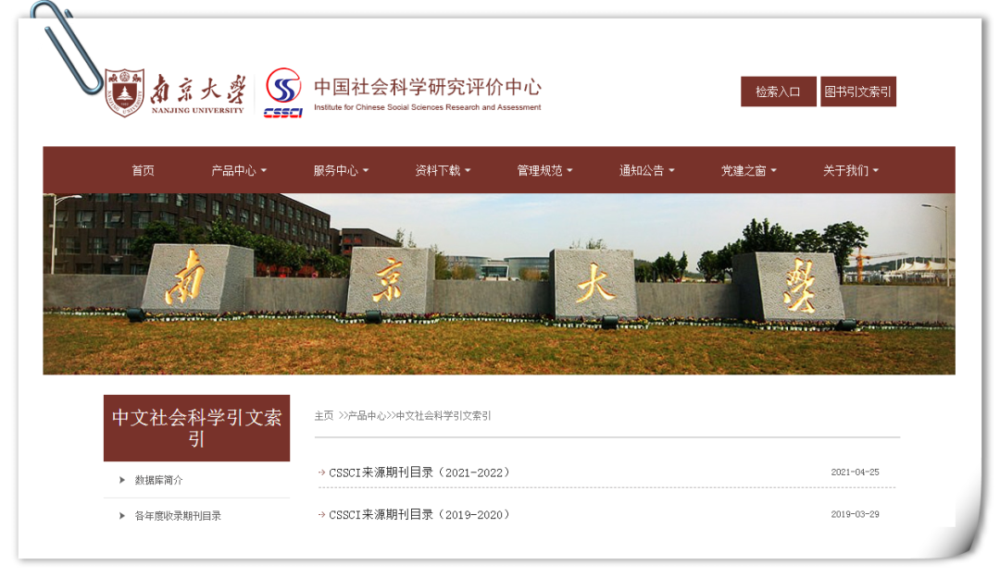 南京大学
NANJING UNIVERSITY
CSSCI
中国社会科学研究评价中心
Institute for Chinese Social Sciences Research and Assessment
检索入口
图书引文索引
首页
产品中心
服务中心
资料下载
管理规范
通知公告
党建之窗
关于我们
南京大學
中文社会科学引文索
引
主页 >>产品中心>>中文社会科学引文索引
数据库简介
各年度收录期刊目录
CSSCI来源期刊目录（2021-2022） 2021-04-25
CSSCI来源期刊目录（2019-2020） 2019-03-29